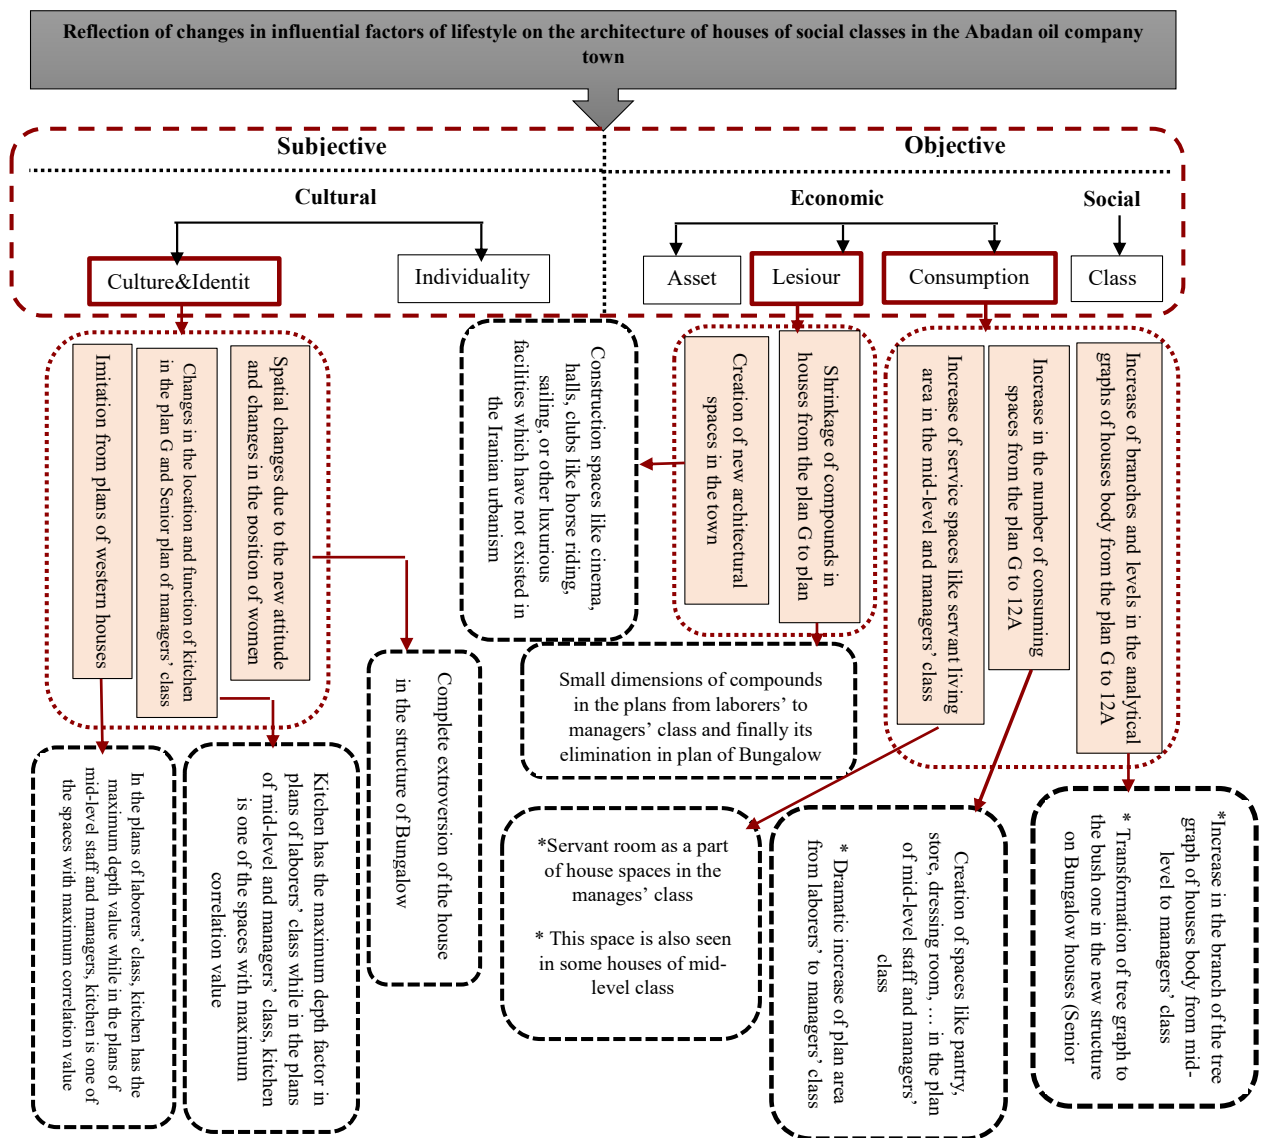 Reflection of changes in influential factors of lifestyle on the architecture of houses of social classes in the Abadan oil company
town
Subjective
Objective
Cultural
Economic
Social
Culture&Identit
Individuality
Asset
Lesiour
Consumption
Class
Imitation from plans of western houses
Changes in the location and function of kitchen
in the plan G and Senior plan of managers' class
Spatial changes due to the new attitude
and changes in the position of women
Construction spaces like cinema,
halls, clubs like horse riding,
sailing, or other luxurious
facilities which have not existed in
the Iranian urbanism
Creation of new architectural
spaces in the town
Shrinkage of compounds in
houses from the plan G to plan
Increase of service spaces like servant living
area in the mid-level and managers' class
Increase in the number of consuming
spaces from the plan G to 12A
Increase of branches and levels in the analytical
graphs of houses body from the plan G to 12A
In the plans of laborers' class, kitchen has the
maximum depth value while in the plans of
mid-level staff and managers, kitchen is one of
the spaces with maximum correlation value
Kitchen has the maximum depth factor in
plans of laborers' class while in the plans
of mid-level and managers' class, kitchen
is one of the spaces with maximum
correlation value
Complete extroversion of the house
in the structure of Bungalow
Small dimensions of compounds
in the plans from laborers' to
managers' class and finally its
elimination in plan of Bungalow
*Servant room as a part
of house spaces in the
manages' class
* This space is also seen
in some houses of mid-
level class
Creation of spaces like pantry,
store, dressing room, … in the plan
of mid-level staff and managers'
class
* Dramatic increase of plan area
from laborers' to managers' class
*Increase in the branch of the tree
graph of houses body from mid-
level to managers' class
* Transformation of tree graph to
the bush one in the new structure
on Bungalow houses (Senior